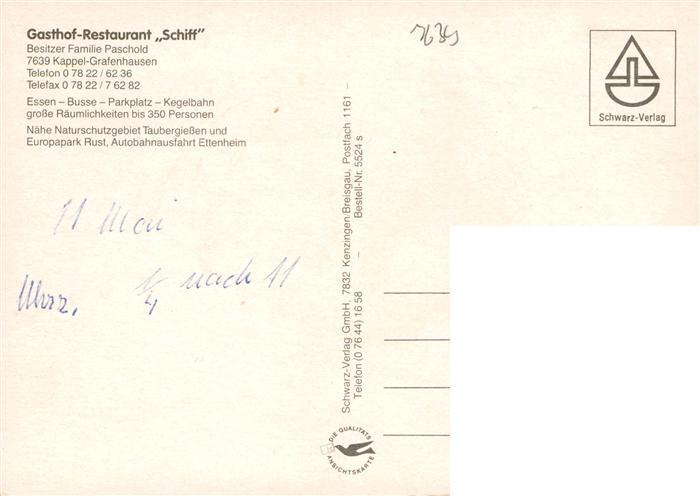 Gasthof-Restaurant „Schiff"
Besitzer Familie Paschold
7639 Kappel-Grafenhausen
Telefon 0 78 22 / 62 36
Telefax 0 78 22 / 7 62 82
Essen – Busse – Parkplatz – Kegelbahn
große Räumlichkeiten bis 350 Personen
Nähe Naturschutzgebiet Taubergießen und
Europapark Rust, Autobahnausfahrt Ettenheim
11 Mai
1/4 nach 11
Schwarz-Verlag GmbH, 7832 Kenzingen/Breisgau, Postfach 1161 –
Telefon (0 76 44) 16 58 – Bestell-Nr. 5524 s
DIE QUALITÄTS
ANSICHTSKARTE
7639
Schwarz-Verlag